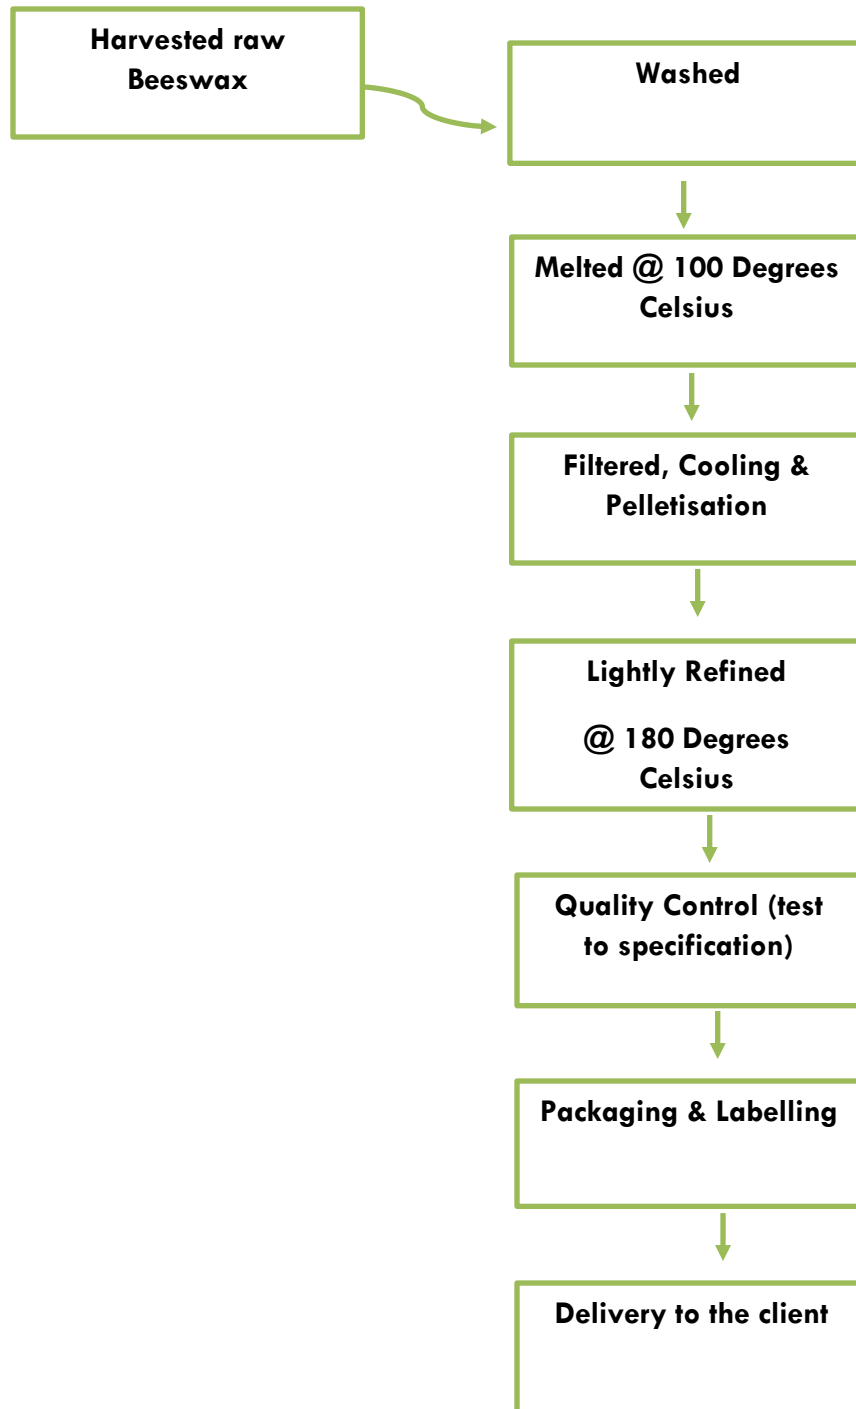 Harvested raw
Beeswax
Washed
Melted @ 100 Degrees
Celsius
Filtered, Cooling &
Pelletisation
Lightly Refined
@ 180 Degrees
Celsius
Quality Control (test
to specification)
Packaging & Labelling
Delivery to the client